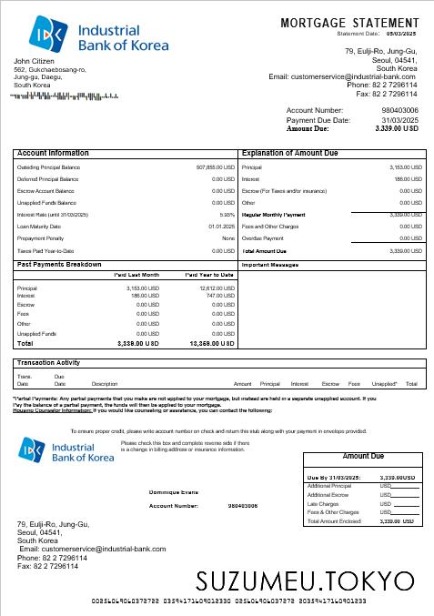 Industrial
Bank of Korea
MORTGAGE STATEMENT
Statement Date: 05/03/2025
79, Eulji-Ro, Jung-Gu,
Seoul, 04541,
South Korea
Email: customerservice@industrial-bank.com
Phone: 82 2 7296114
Fax: 82 2 7296114
John Citizen
562, Gukchaebosang-ro,
Jung-gu, Daegu,
South Korea
Account Number: 980403006
Payment Due Date: 31/03/2025
Amount Due: 3,339.00 USD
Account Information
Outstding Principal Balance 507,855.00 USD
Deferred Principal Balance 0.00 USD
Escrow Account Balance 0.00 USD
Unapplied Funds Balance 0.00 USD
Interest Rate (until 31/03/2025)
Loan Maturity Date 01.01.2025
Prepayment Penalty None
Taxes Paid Year-to-Date 0.00 USD
Explanation of Amount Due
Principal 3,153.00 USD
Interest 186.00 USD
Escrow (For Taxes and/or insurance) 0.00 USD
Other 0.00 USD
Regular Monthly Payment 3,339.00 USD
Fees and Other Charges 0.00 USD
Overdue Payment 0.00 USD
Total Amount Due 3,339.00 USD
Past Payments Breakdown
Paid Last Month Paid Year to Date
Principal 3,153.00 USD 12,612.00 USD
Interest 186.00 USD 747.00 USD
Escrow 0.00 USD 0.00 USD
Fees 0.00 USD 0.00 USD
Other 0.00 USD 0.00 USD
Unapplied Funds 0.00 USD 0.00 USD
Total 3,339.00 USD 13,359.00 USD
Important Messages
Transaction Activity
Trans. Date Due Date Description Amount Principal Interest Escrow Fees Unapplied* Total
*Partial Payments: Any partial payments that you make are not applied to your mortgage, but instead are held in a separate unapplied account. If you
Pay the balance of a partial payment, the funds will then be applied to your mortgage.
Housing Counselor Information: If you would like counseling or assistance, you can contact the following:
To ensure proper credit, please write account number on check and return the stub along with your payment in envelope provided.
Industrial
Bank of Korea
Please check the box and complete reverse side if there
is a change in billing address or insurance information.
Dominique Evans
Account Number: 980403006
Amount Due
Due By 31/03/2025: 3,339.00USD
Additional Principal USD
Additional Escrow USD
Late Charges USD
Fees & Other Charges USD
Total Amount Enclosed 3,339.00 USD
79, Eulji-Ro, Jung-Gu,
Seoul, 04541,
South Korea
Email: customerservice@industrial-bank.com
Phone: 82 2 7296114
Fax: 82 2 7296114
SUZUMEU.TOKYO